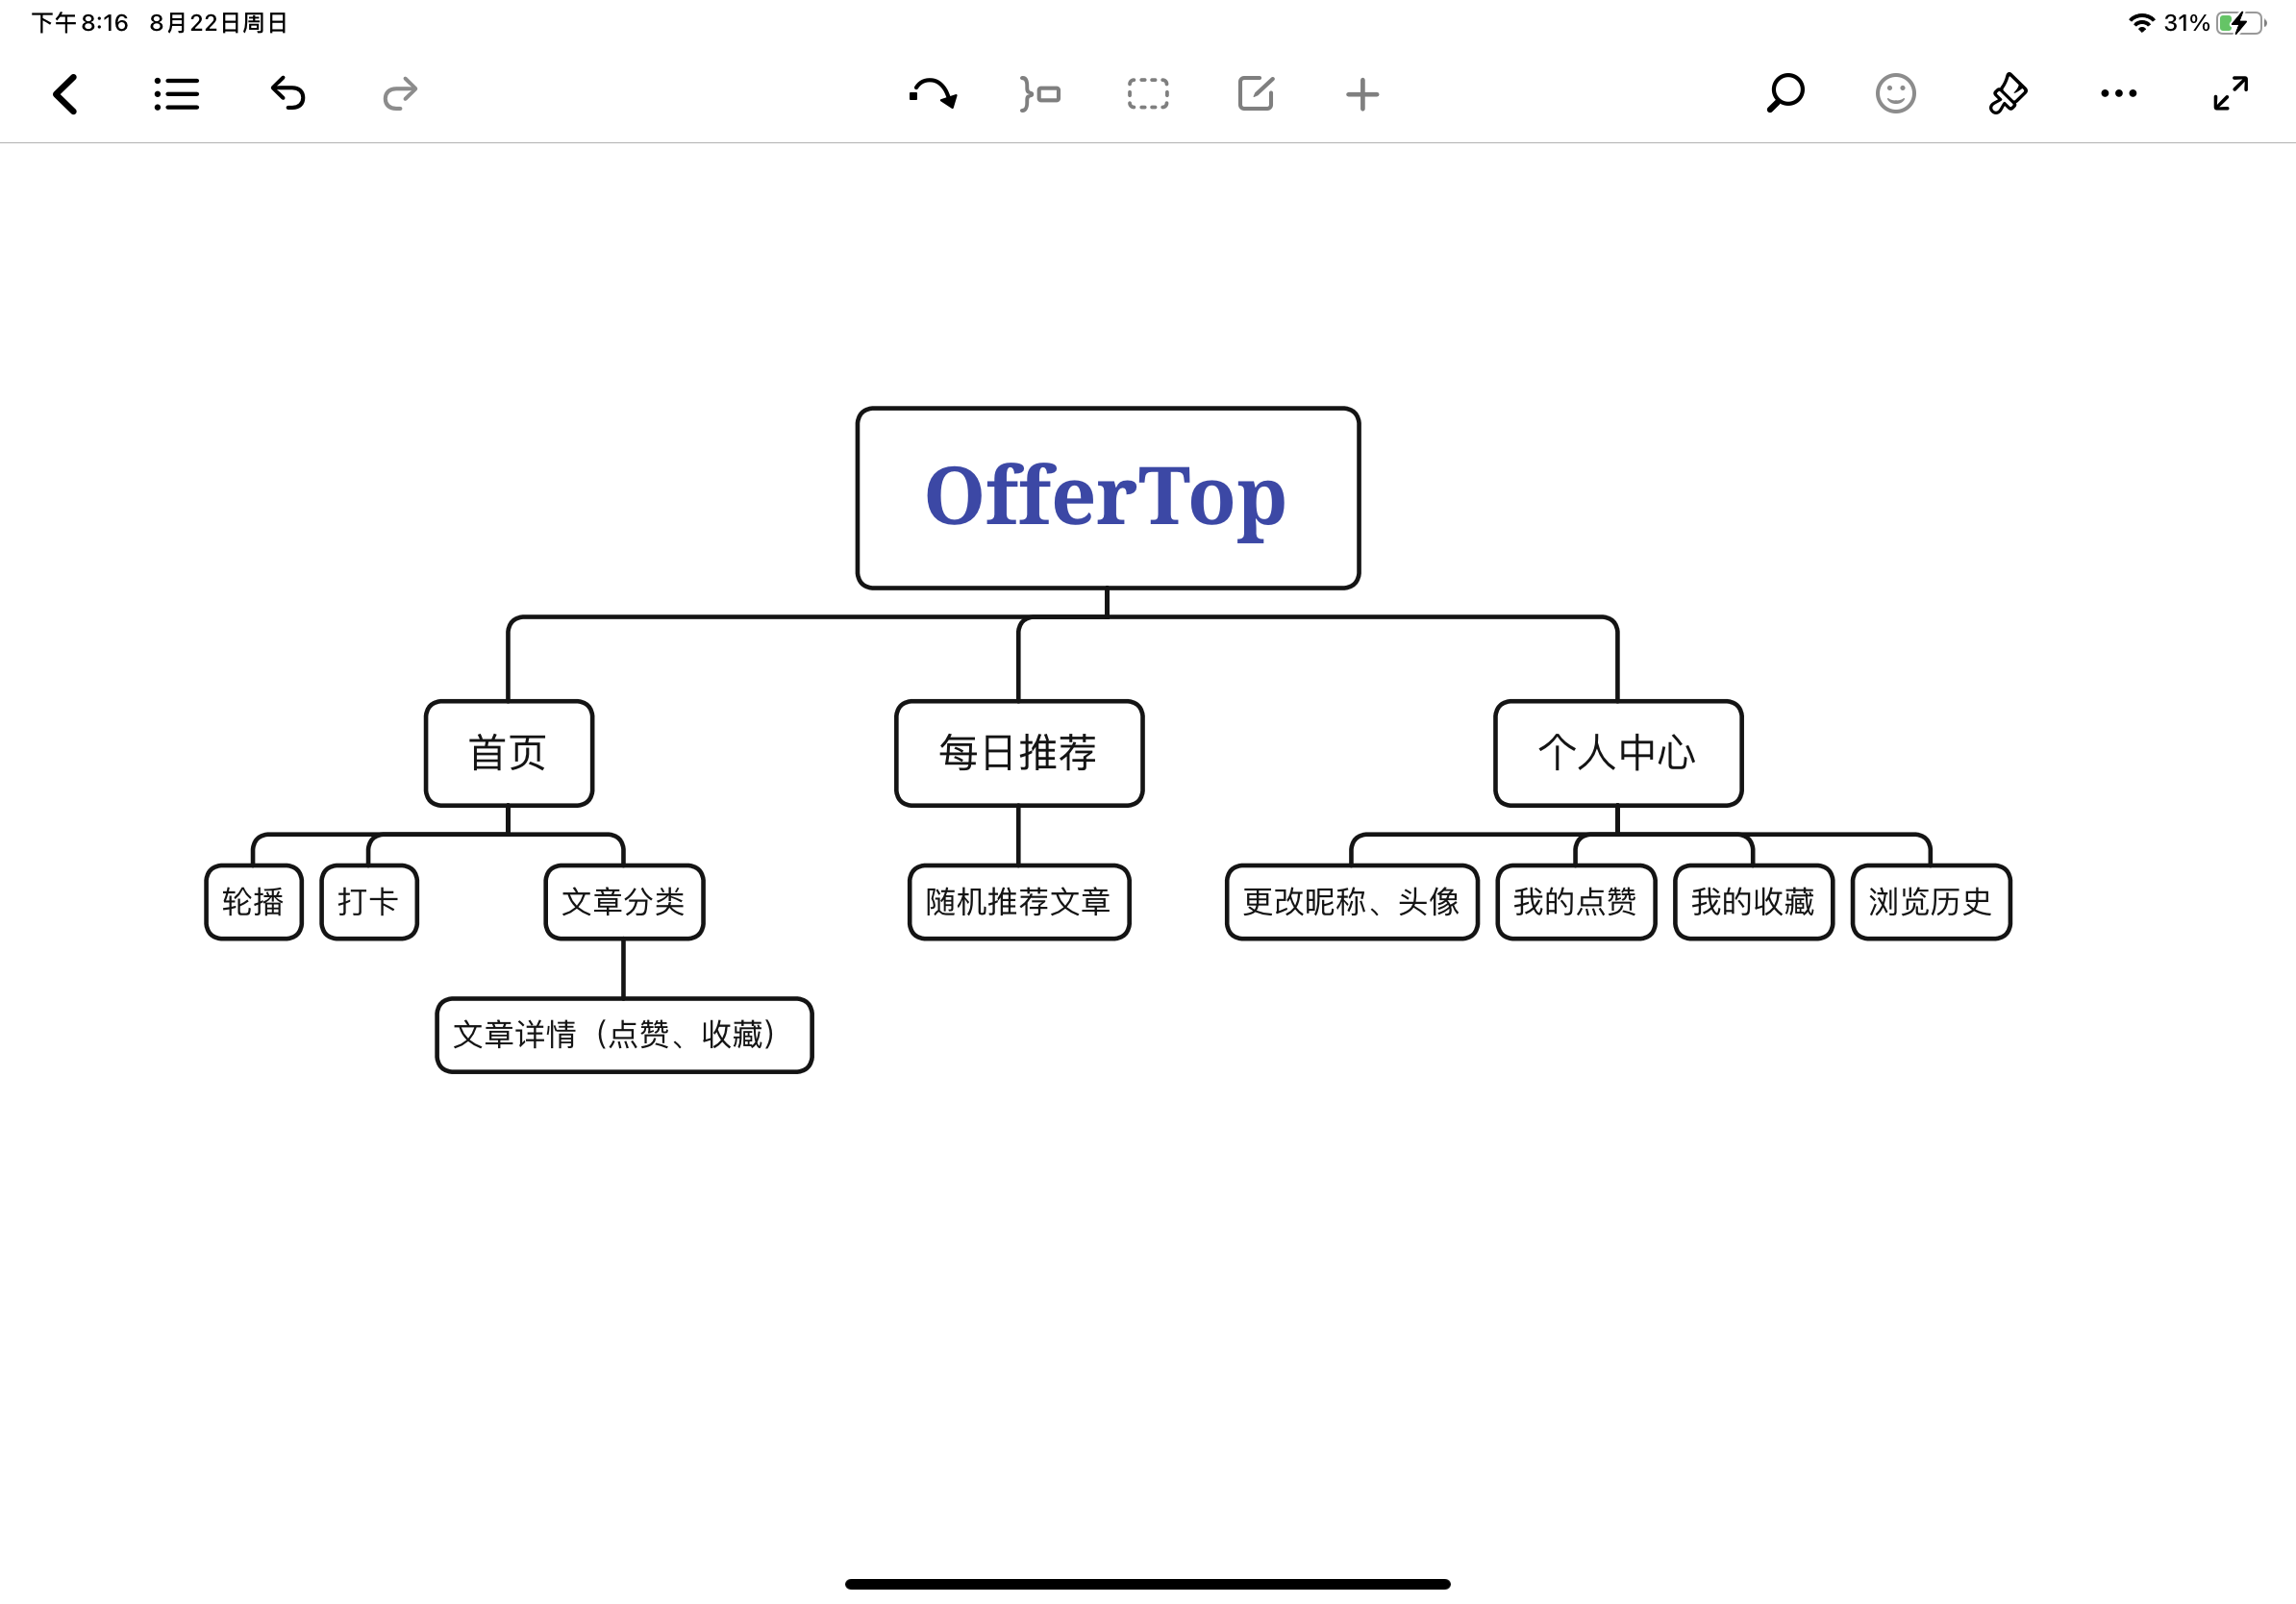 下午8:16 8月22日周日
31%
OfferTop
首页
每日推荐
个人中心
轮播
打卡
文章分类
随机推荐文章
更改昵称、头像
我的点赞
我的收藏
浏览历史
文章详情（点赞、收藏）